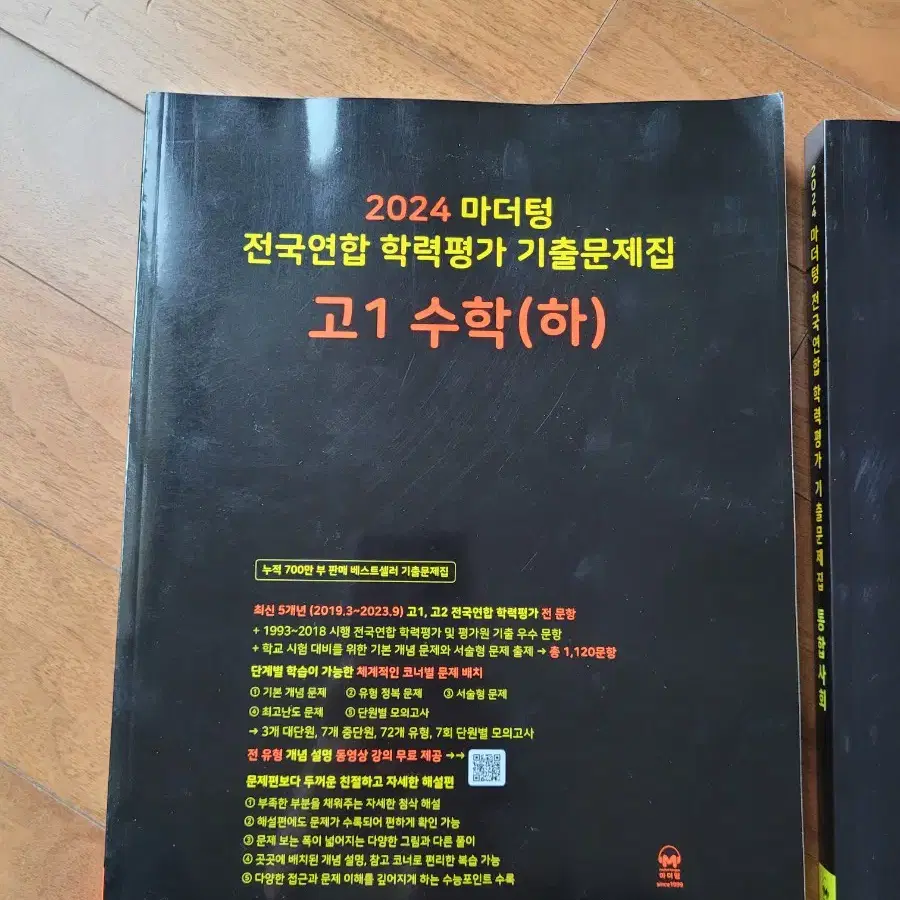 2024 마더텅
전국연합 학력평가 기출문제집
고1 수학(하)
누적 700만 부 판매 베스트셀러 기출문제집
최신 5개년 (2019.3~2023.9) 고1, 고2 전국연합 학력평가 전 문항
+ 1993~2018 시행 전국연합 학력평가 및 평가원 기출 우수 문항
+ 학교 시험 대비를 위한 기본 개념 문제와 서술형 문제 출제 → 총 1,120문항
단계별 학습이 가능한 체계적인 코너별 문제 배치
① 기본 개념 문제 ② 유형 정복 문제 ③ 서술형 문제
④ 최고난도 문제 ⑤ 단원별 모의고사
→ 3개 대단원, 7개 중단원, 72개 유형, 7회 단원별 모의고사
전 유형 개념 설명 동영상 강의 무료 제공 →→
문제편보다 두꺼운 친절하고 자세한 해설편
① 부족한 부분을 채워주는 자세한 첨삭 해설
② 해설편에도 문제가 수록되어 편하게 확인 가능
③ 문제 보는 폭이 넓어지는 다양한 그림과 다른 풀이
④ 곳곳에 배치된 개념 설명, 참고 코너로 편리한 복습 가능
⑤ 다양한 접근과 문제 이해를 깊어지게 하는 수능포인트 수록
마더텅
since1999
2024 마더텅 전국연합 학력평가 기출문제집 통합사회